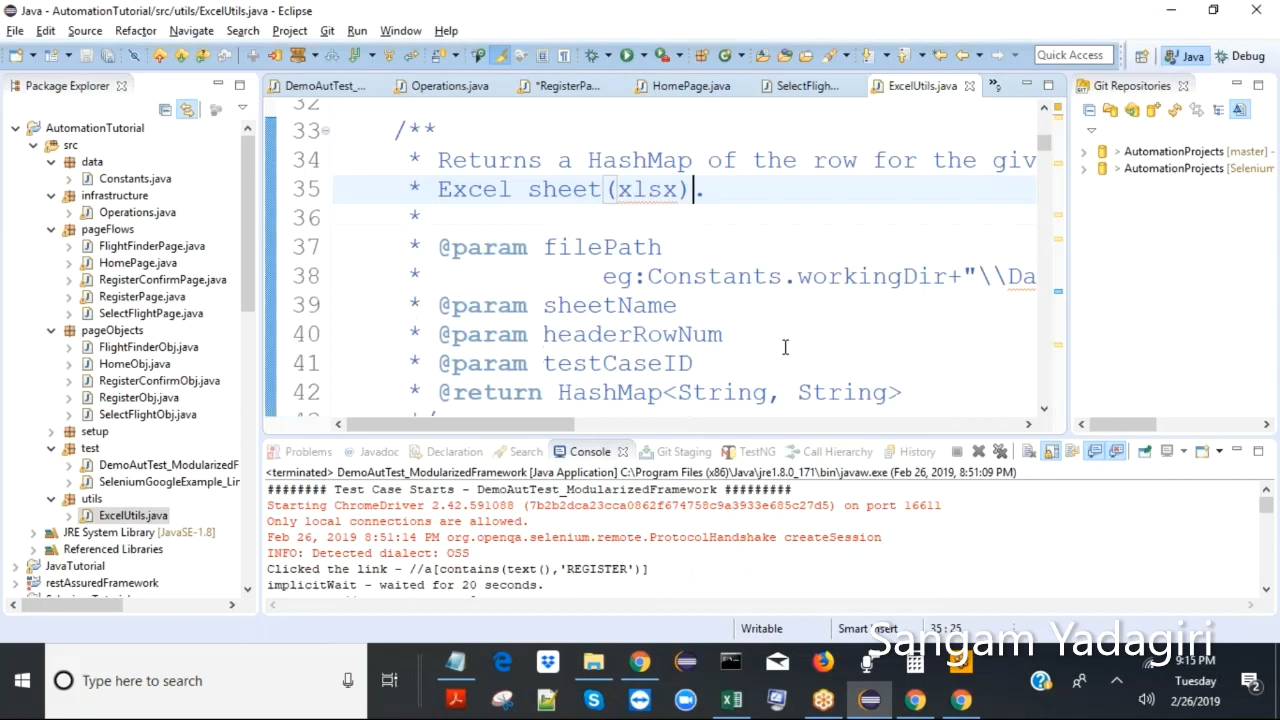 Java - AutomationTutorial/src/utils/ExcelUtils.java - Eclipse
File Edit Source Refactor Navigate Search Project Git Run Window Help
Quick Access
Java
Debug
Package Explorer
DemoAutTest_...
Operations.java
*RegisterPa...
HomePage.java
SelectFligh...
ExcelUtils.java
Git Repositories
AutomationTutorial
src
data
Constants.java
infrastructure
Operations.java
pageFlows
FlightFinderPage.java
HomePage.java
RegisterConfirmPage.java
RegisterPage.java
SelectFlightPage.java
pageObjects
FlightFinderObj.java
HomeObj.java
RegisterConfirmObj.java
RegisterObj.java
SelectFlightObj.java
setup
test
DemoAutTest_ModularizedF
SeleniumGoogleExample_Lir
utils
ExcelUtils.java
JRE System Library [JavaSE-1.8]
Referenced Libraries
JavaTutorial
restAssuredFramework
32
33 /**
34 * Returns a HashMap of the row for the giv
35 * Excel sheet(xlsx).
36 *
37 * @param filePath
38 * eg:Constants.workingDir+"\\Da
39 * @param sheetName
40 * @param headerRowNum
41 * @param testCaseID
42 * @return HashMap<String, String>
> AutomationProjects [master] -
> AutomationProjects [Selenium
Problems @ Javadoc Declaration Search Console Git Staging TestNG Call Hierarchy History
<terminated> DemoAutTest_ModularizedFramework [Java Application] C:\Program Files (x86)\Java\jre1.8.0_171\bin\javaw.exe (Feb 26, 2019, 8:51:09 PM)
######## Test Case Starts - DemoAutTest_ModularizedFramework #########
Starting ChromeDriver 2.42.591088 (7b2b2dca23cca0862f674758c9a3933e685c27d5) on port 16611
Only local connections are allowed.
Feb 26, 2019 8:51:14 PM org.openqa.selenium.remote.ProtocolHandshake createSession
INFO: Detected dialect: OSS
Clicked the link - //a[contains(text(),'REGISTER')]
implicitWait - waited for 20 seconds.
Writable
Smart Insert
35 : 25
Sangam Yadagiri
Type here to search
9:15 PM
Tuesday
2/26/2019
2